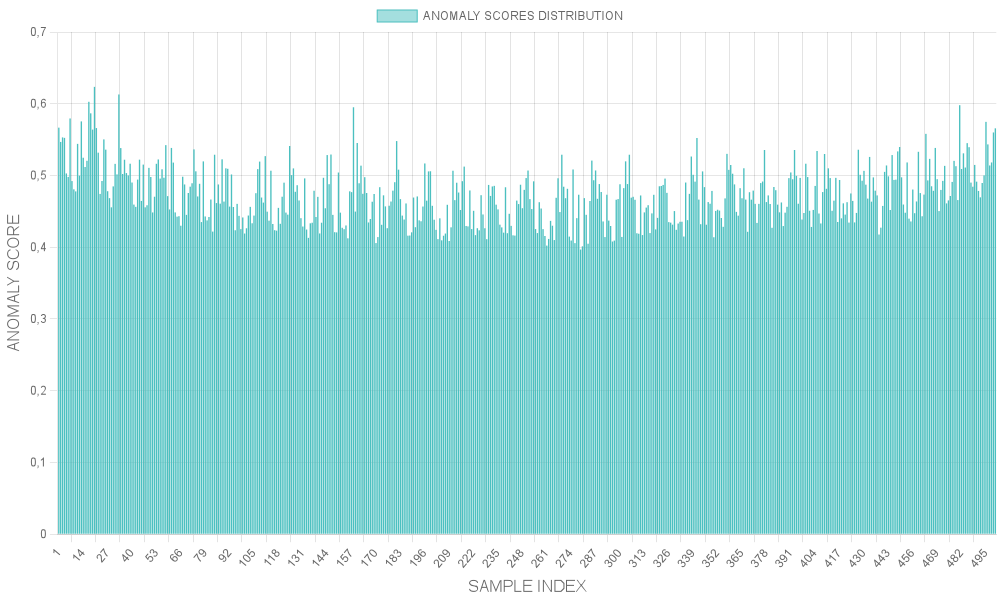 ANOMALY SCORES DISTRIBUTION
0,7
0,6
0,5
0,4
0,3
0,2
0,1
0
ANOMALY SCORE
1 14 27 40 53 66 79 92 105 118 131 144 157 170 183 196 209 222 235 248 261 274 287 300 313 326 339 352 365 378 391 404 417 430 443 456 469 482 495
SAMPLE INDEX